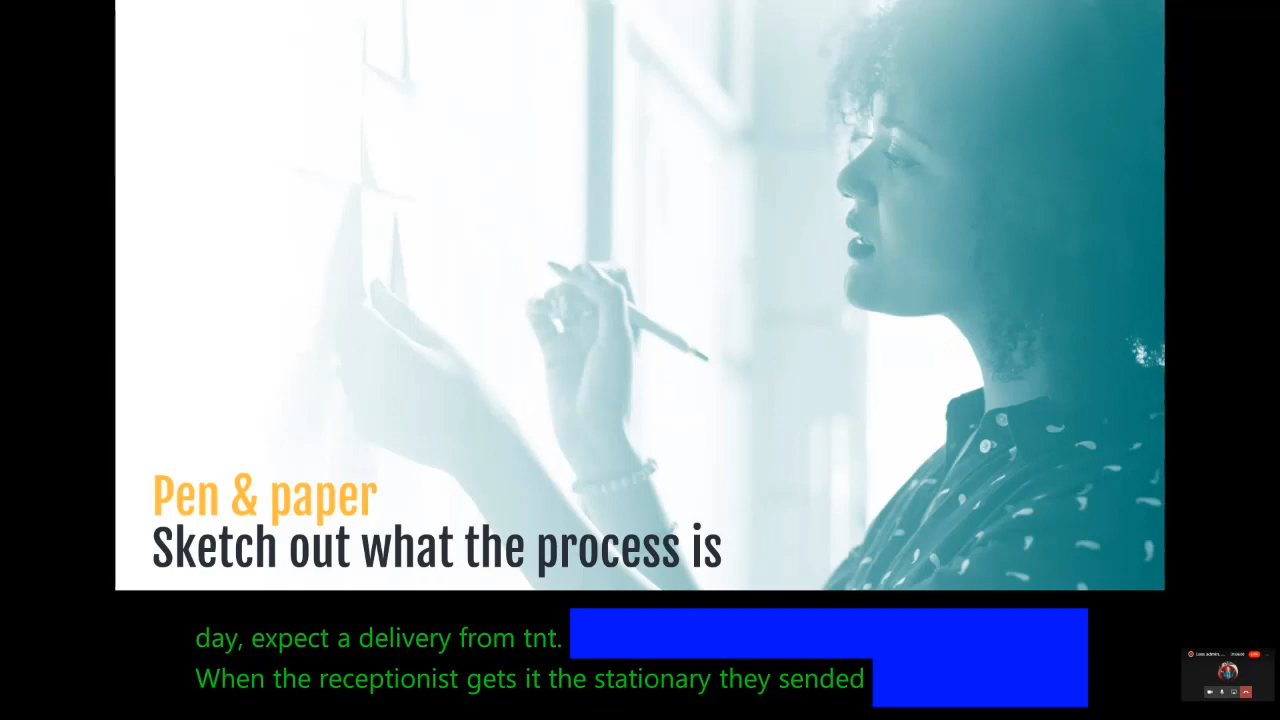 Pen & paper
Sketch out what the process is
day, expect a delivery from tnt.
When the receptionist gets it the stationary they sended